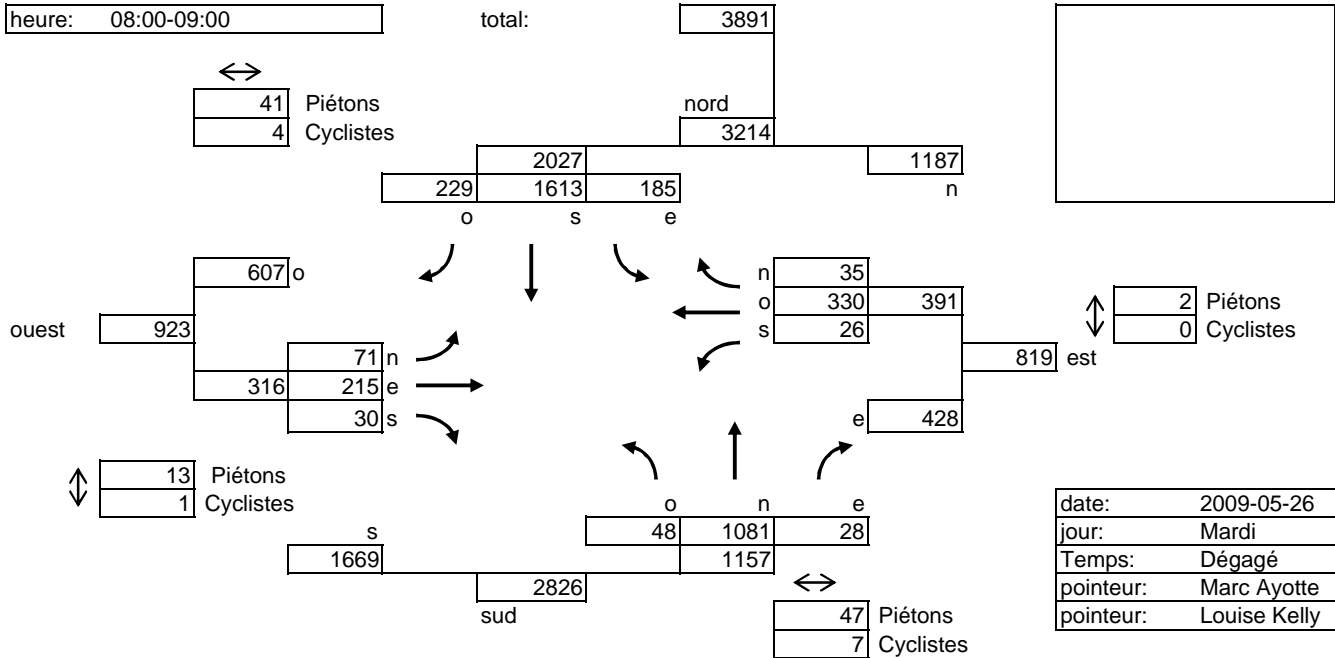 heure: 08:00-09:00 total: 3891
41 Piétons nord
4 Cyclistes 3214
2027 1187
229 1613 185 n
o s e
607 o n 35
o 330 391 2 Piétons
ouest 923 s 26 0 Cyclistes
71 n 819 est
316 215 e
30 s e 428
13 Piétons
1 Cyclistes o n e date: 2009-05-26
s 48 1081 28 jour: Mardi
1669 1157 Temps: Dégagé
2826 pointeur: Marc Ayotte
sud 47 Piétons pointeur: Louise Kelly
7 Cyclistes